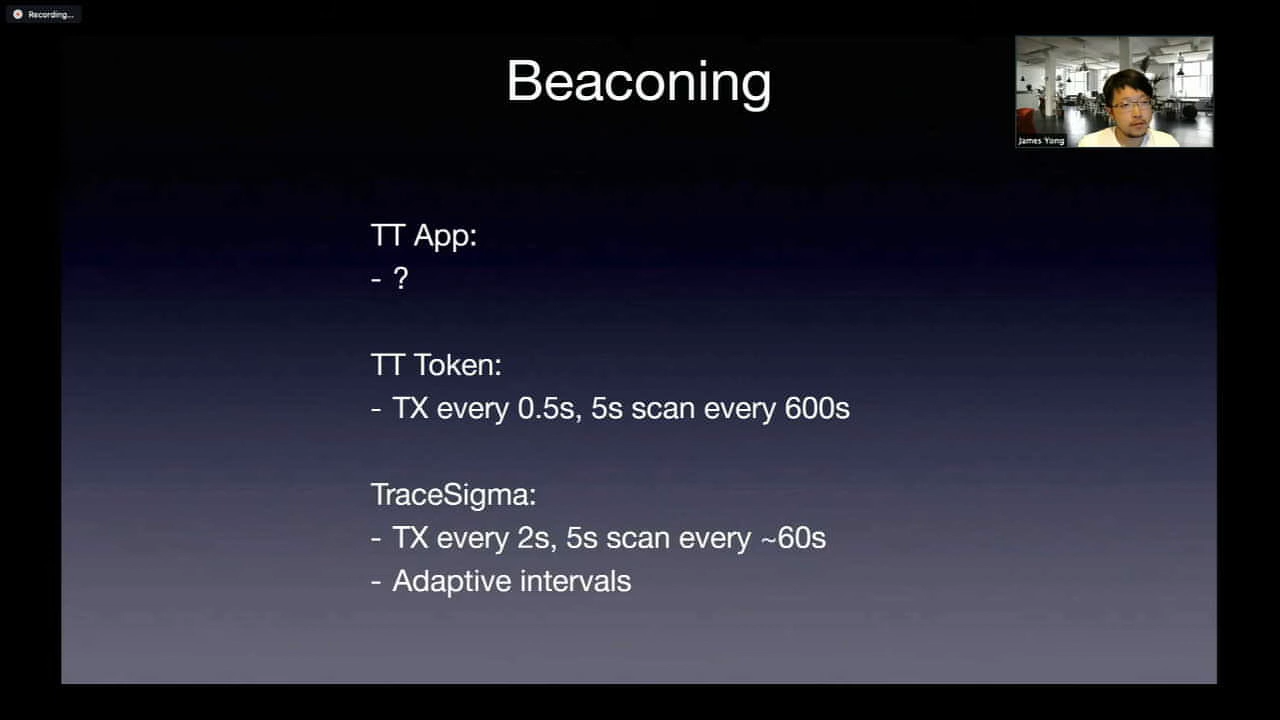 Recording...
Beaconing
James Yong
TT App:
- ?
TT Token:
- TX every 0.5s, 5s scan every 600s
TraceSigma:
- TX every 2s, 5s scan every ~60s
- Adaptive intervals